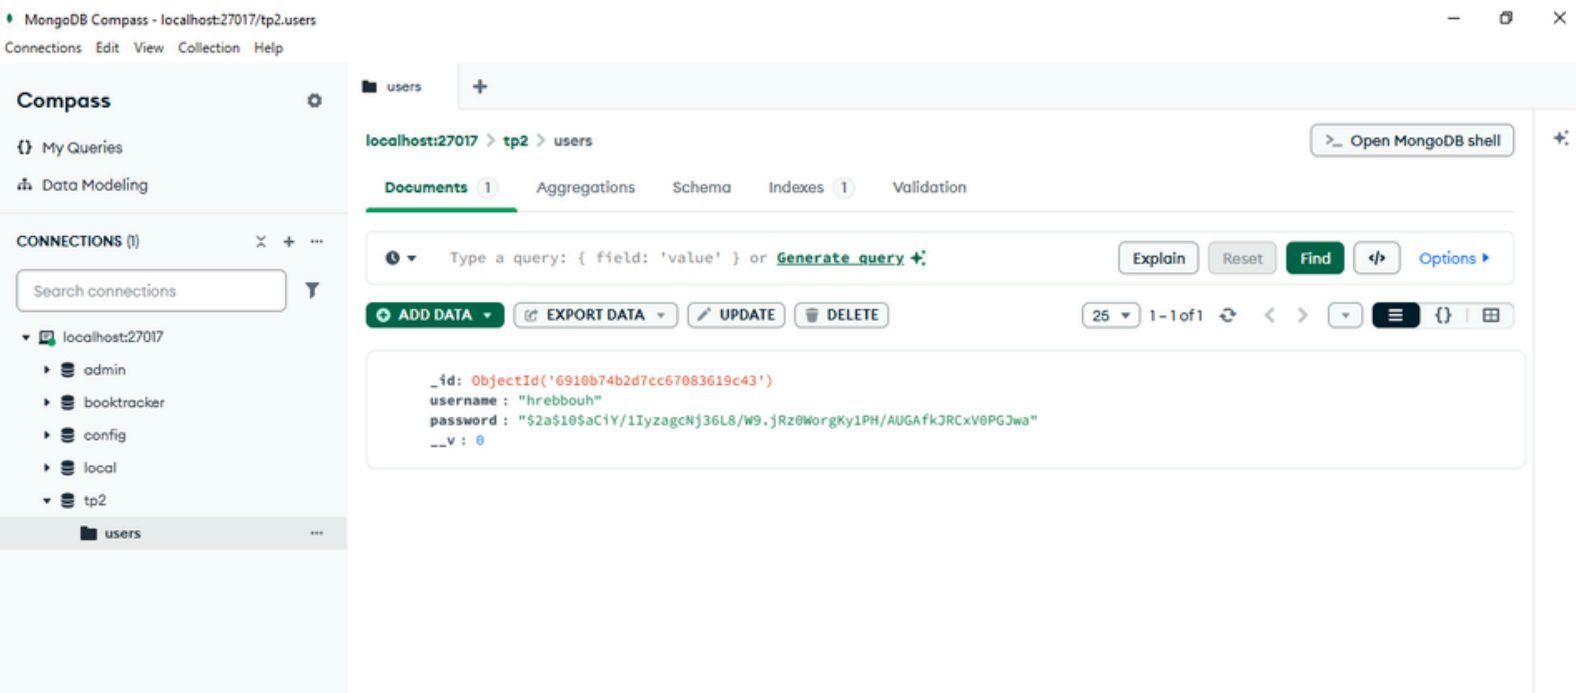 MongoDB Compass - localhost:27017/tp2.users
Connections Edit View Collection Help
Compass
My Queries
Data Modeling
CONNECTIONS (1)
Search connections
localhost:27017
admin
booktracker
config
local
tp2
users
users
localhost:27017 > tp2 > users
>_ Open MongoDB shell
Documents 1 Aggregations Schema Indexes 1 Validation
Type a query: { field: 'value' } or Generate query
Explain Reset Find </> Options
ADD DATA EXPORT DATA UPDATE DELETE
25 1-1 of 1
_id: ObjectId('6910b74b2d7cc67083619c43')
username : "hrebbouh"
password : "$2a$10$aCiY/1IyzagcNj36L8/W9.jRz0WorgKy1PH/AUGAfkJRCxV0PGJwa"
__v : 0